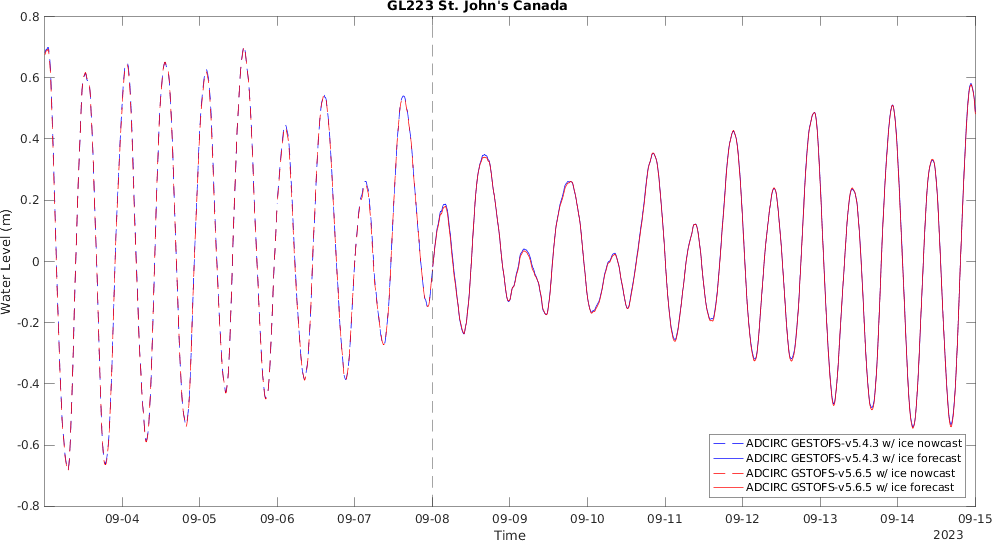 GL223 St. John's Canada
0.8
0.6
0.4
0.2
0
-0.2
-0.4
-0.6
-0.8
Water Level (m)
ADCIRC GESTOFS-v5.4.3 w/ ice nowcast
ADCIRC GESTOFS-v5.4.3 w/ ice forecast
ADCIRC GSTOFS-v5.6.5 w/ ice nowcast
ADCIRC GSTOFS-v5.6.5 w/ ice forecast
09-04 09-05 09-06 09-07 09-08 09-09 09-10 09-11 09-12 09-13 09-14 09-15
Time
2023